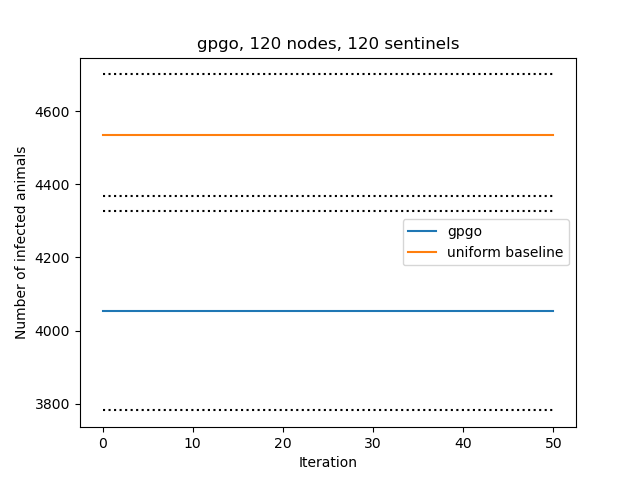 gpgo, 120 nodes, 120 sentinels
Number of infected animals
4600
4400
4200
4000
3800
gpgo
uniform baseline
0 10 20 30 40 50
Iteration